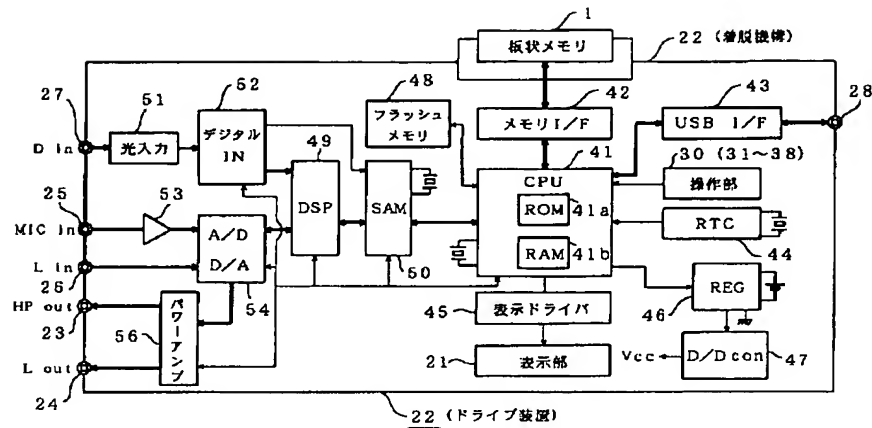 1
板状メモリ
22 (着脱機構)
27
51
52
48
42
43
28
D in
光入力
デジタル
IN
49
フラッシュ
メモリ
メモリI/F
USB I/F
41
30 (31～38)
操作部
25
53
MIC in
A/D
D/A
DSP
SAM
CPU
ROM
41a
RAM
41b
RTC
44
L in
26
54
50
HP out
23
56
パワーアンプ
45
表示ドライバ
46
REG
L out
24
21
表示部
Vcc
D/Dcon
47
22 (ドライブ装置)